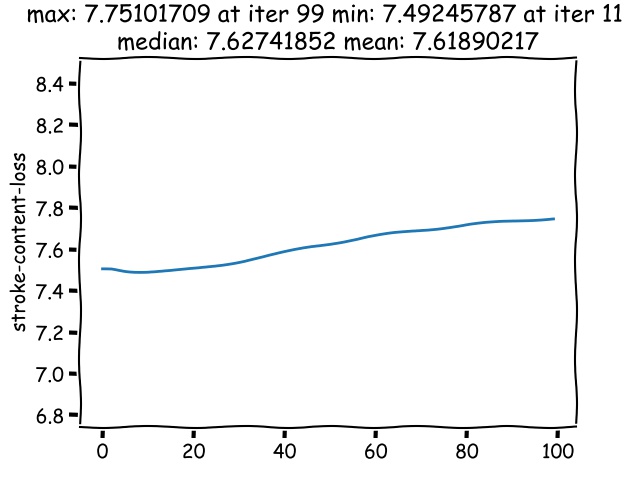 max: 7.75101709 at iter 99 min: 7.49245787 at iter 11
median: 7.62741852 mean: 7.61890217
stroke-content-loss
8.4
8.2
8.0
7.8
7.6
7.4
7.2
7.0
6.8
0 20 40 60 80 100